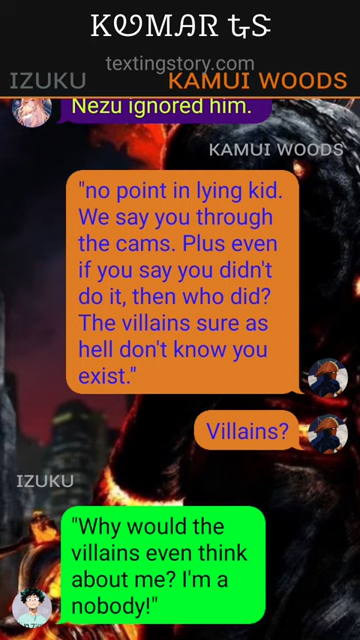 KUMAR GS
textingstory.com
IZUKU KAMUI WOODS
Nezu ignored him.
KAMUI WOODS
"no point in lying kid.
We say you through
the cams. Plus even
if you say you didn't
do it, then who did?
The villains sure as
hell don't know you
exist."
Villains?
IZUKU
"Why would the
villains even think
about me? I'm a
nobody!"